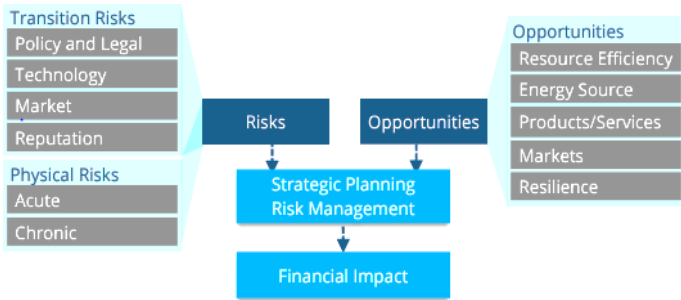 Transition Risks
Policy and Legal
Technology
Market
Reputation
Physical Risks
Acute
Chronic
Risks
Opportunities
Strategic Planning
Risk Management
Financial Impact
Opportunities
Resource Efficiency
Energy Source
Products/Services
Markets
Resilience